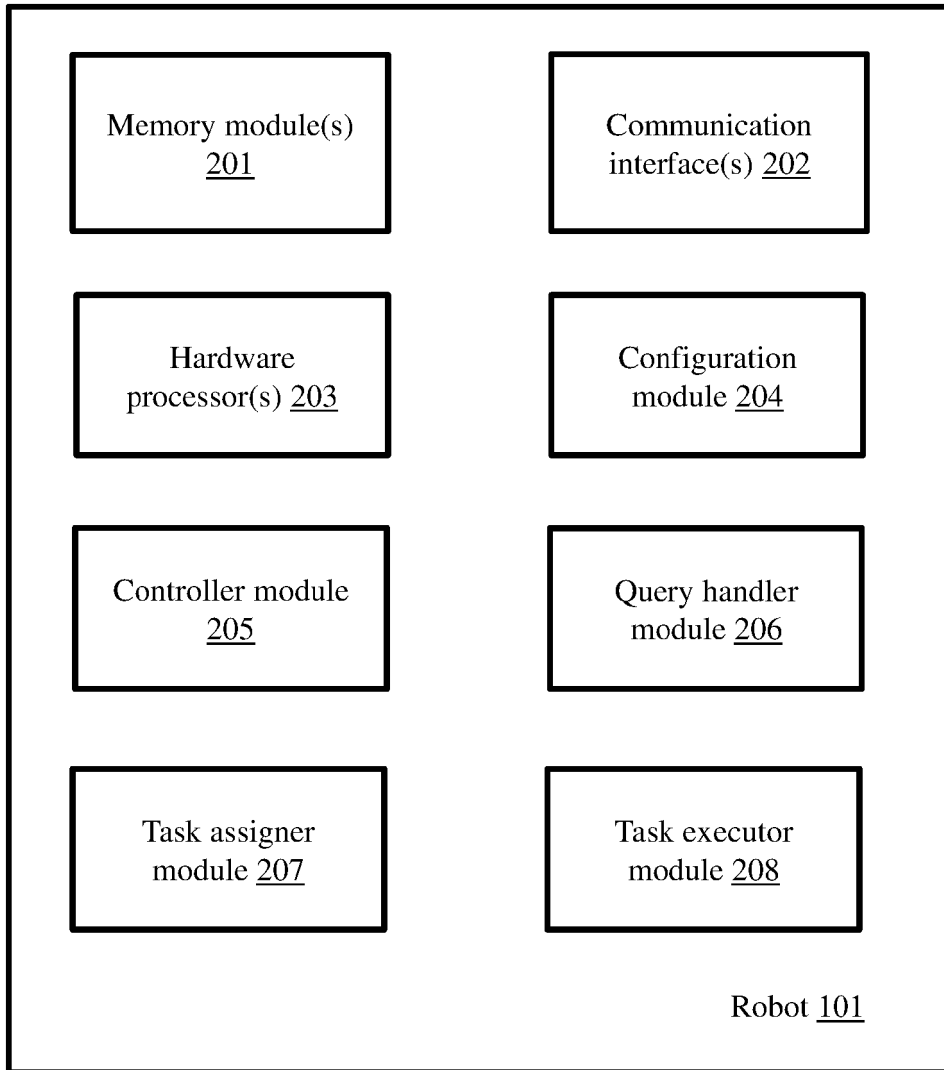 Memory module(s)
201
Communication
interface(s) 202
Hardware
processor(s) 203
Configuration
module 204
Controller module
205
Query handler
module 206
Task assigner
module 207
Task executor
module 208
Robot 101